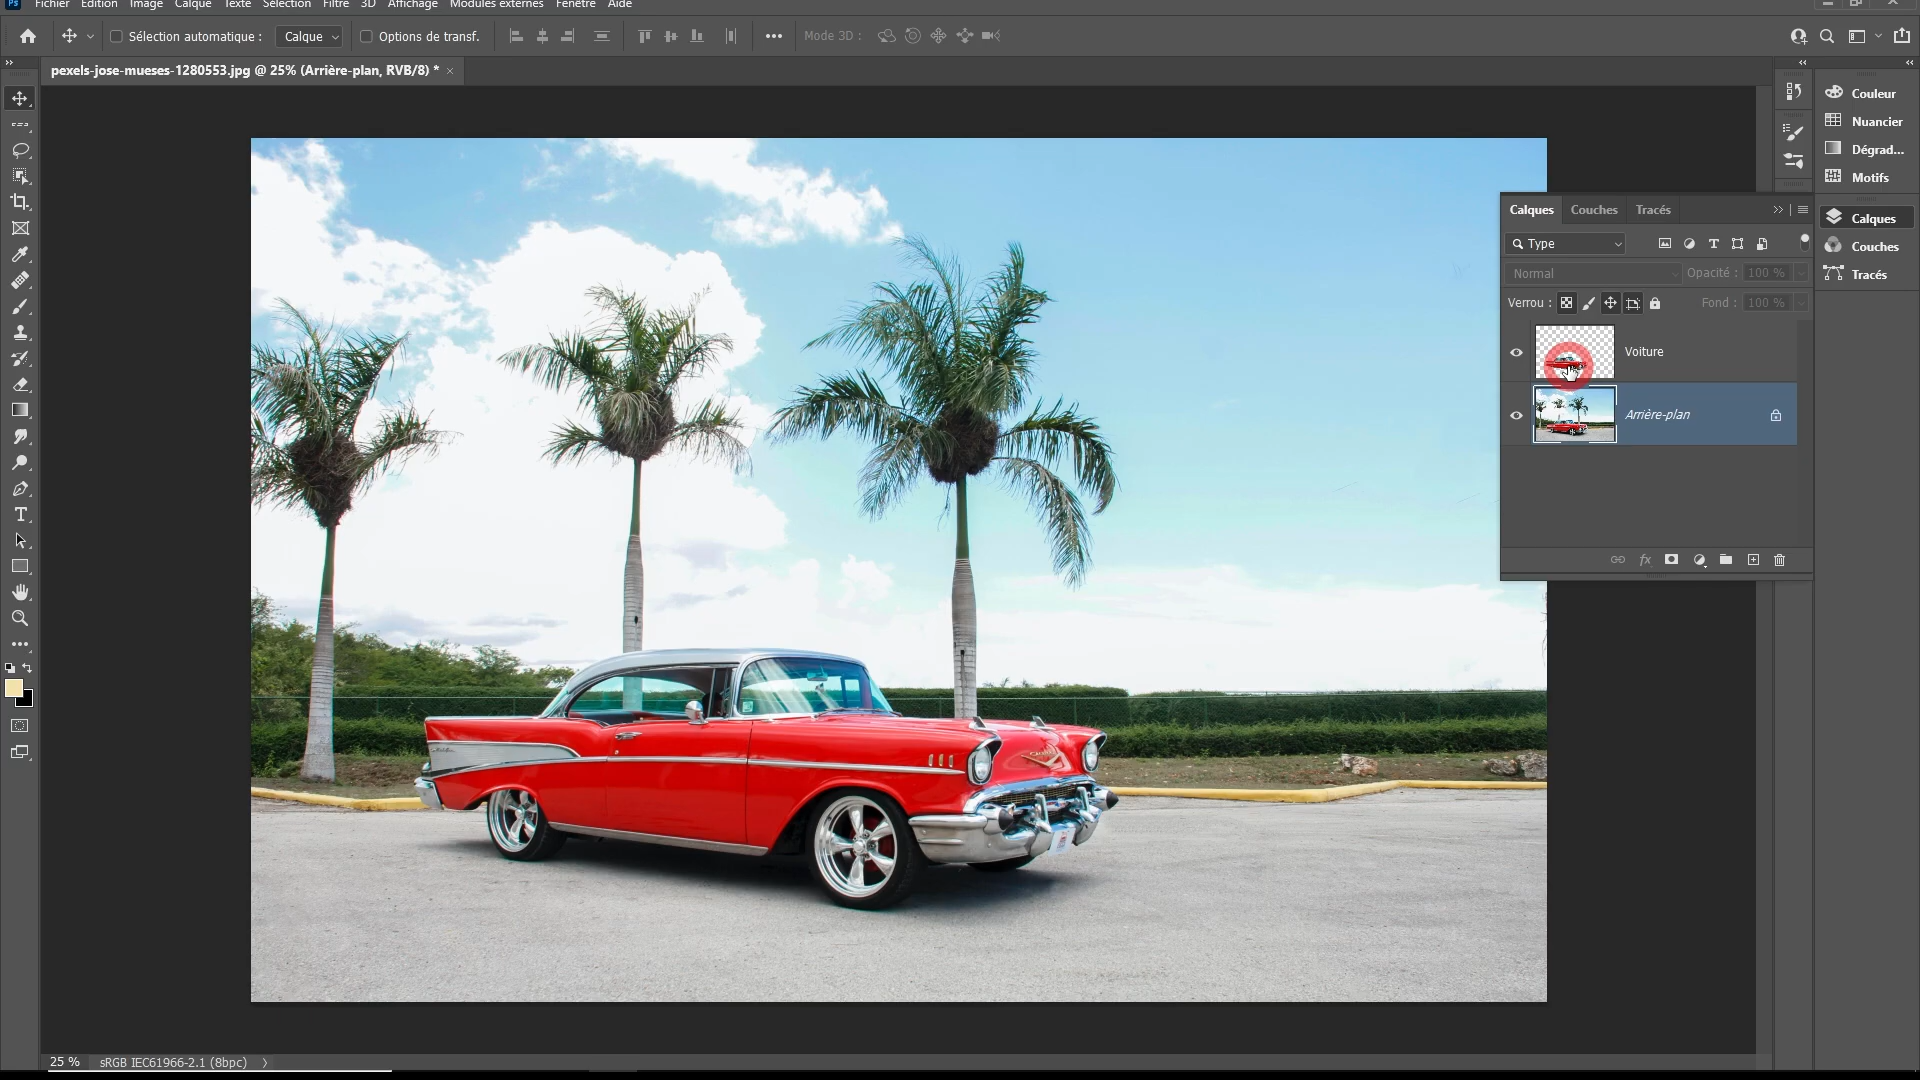 Ps Fichier Edition Image Calque Texte Sélection Filtre 3D Affichage Modules externes Fenêtre Aide
Sélection automatique : Calque Options de transf. Mode 3D :
pexels-jose-mueses-1280553.jpg @ 25% (Arrière-plan, RVB/8) * ×
Couleur
Nuancier
Dégrad...
Motifs
Calques
Couches
Tracés
Calques Couches Tracés
Type
Normal Opacité : 100 %
Verrou : Fond : 100 %
Voiture
Arrière-plan
fx
25 % sRGB IEC61966-2.1 (8bpc)